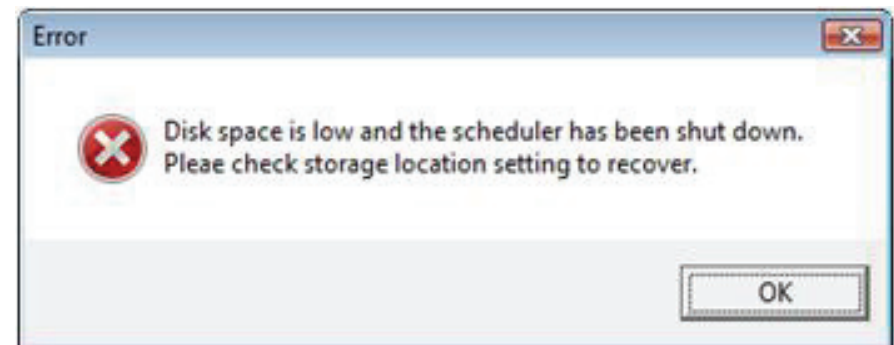 Error
Disk space is low and the scheduler has been shut down.
Pleae check storage location setting to recover.
OK